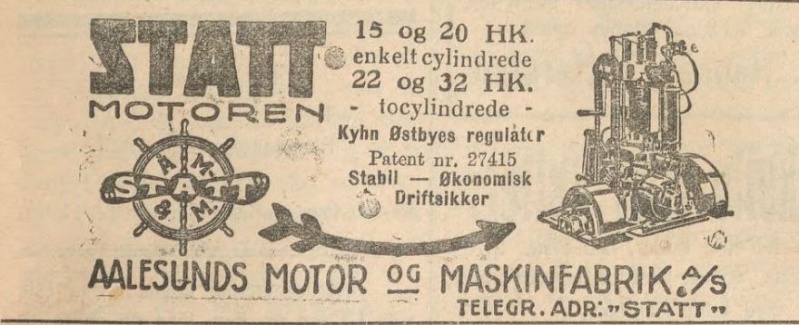 STATT
MOTOREN
15 og 20 HK.
enkelt cylindrede
22 og 32 HK.
- tocylindrede -
Kyhn Østbyes regulator
Patent nr. 27415
Stabil — Økonomisk
Driftsikker
Å M.
STATT
& M.
AALESUNDS MOTOR OG MASKINFABRIK A/S
TELEGR. ADR: "STATT"